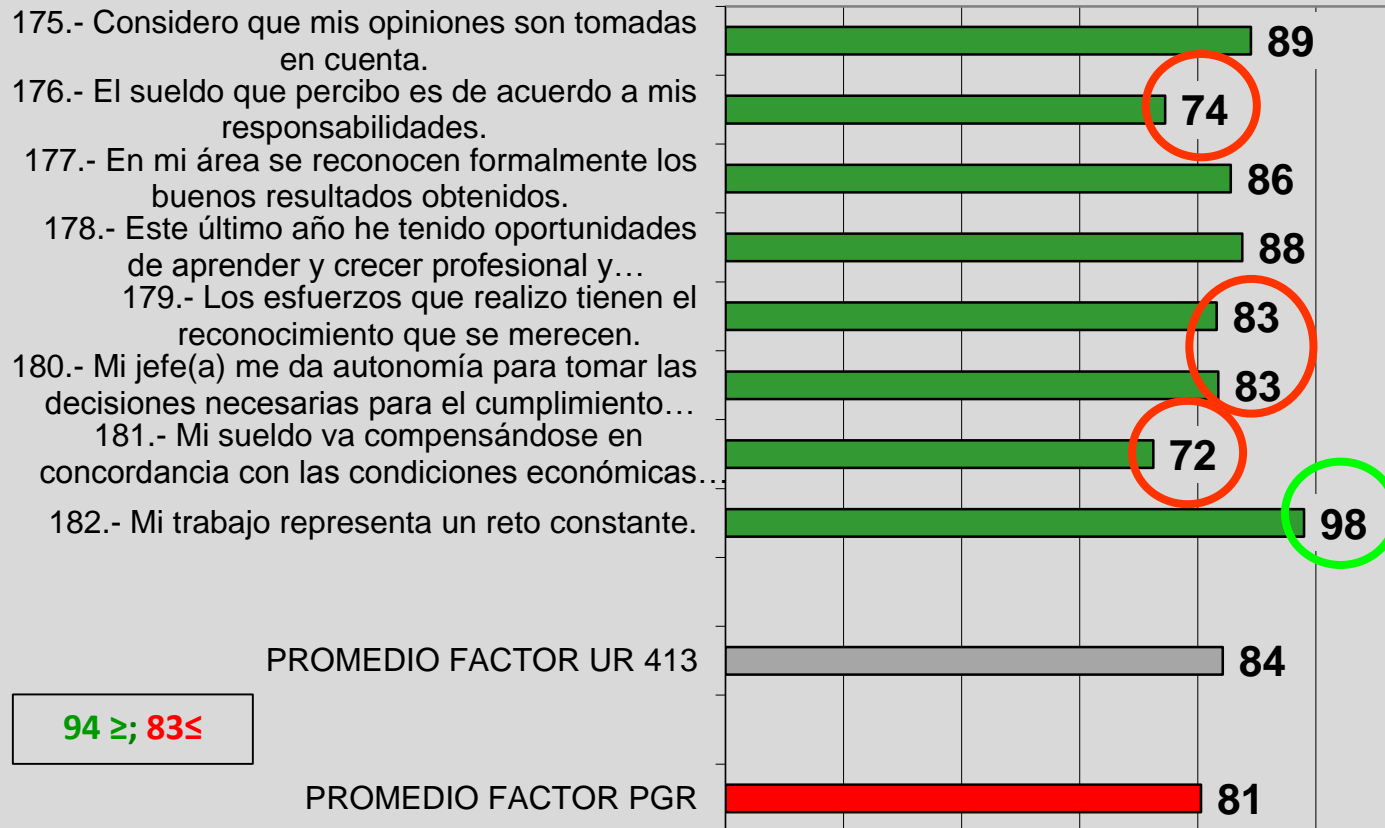 175.- Considero que mis opiniones son tomadas
en cuenta.
89
176.- El sueldo que percibo es de acuerdo a mis
responsabilidades.
74
177.- En mi área se reconocen formalmente los
buenos resultados obtenidos.
86
178.- Este último año he tenido oportunidades
de aprender y crecer profesional y…
88
179.- Los esfuerzos que realizo tienen el
reconocimiento que se merecen.
83
180.- Mi jefe(a) me da autonomía para tomar las
decisiones necesarias para el cumplimiento…
83
181.- Mi sueldo va compensándose en
concordancia con las condiciones económicas…
72
182.- Mi trabajo representa un reto constante.
98
PROMEDIO FACTOR UR 413
84
94 ≥; 83≤
PROMEDIO FACTOR PGR
81